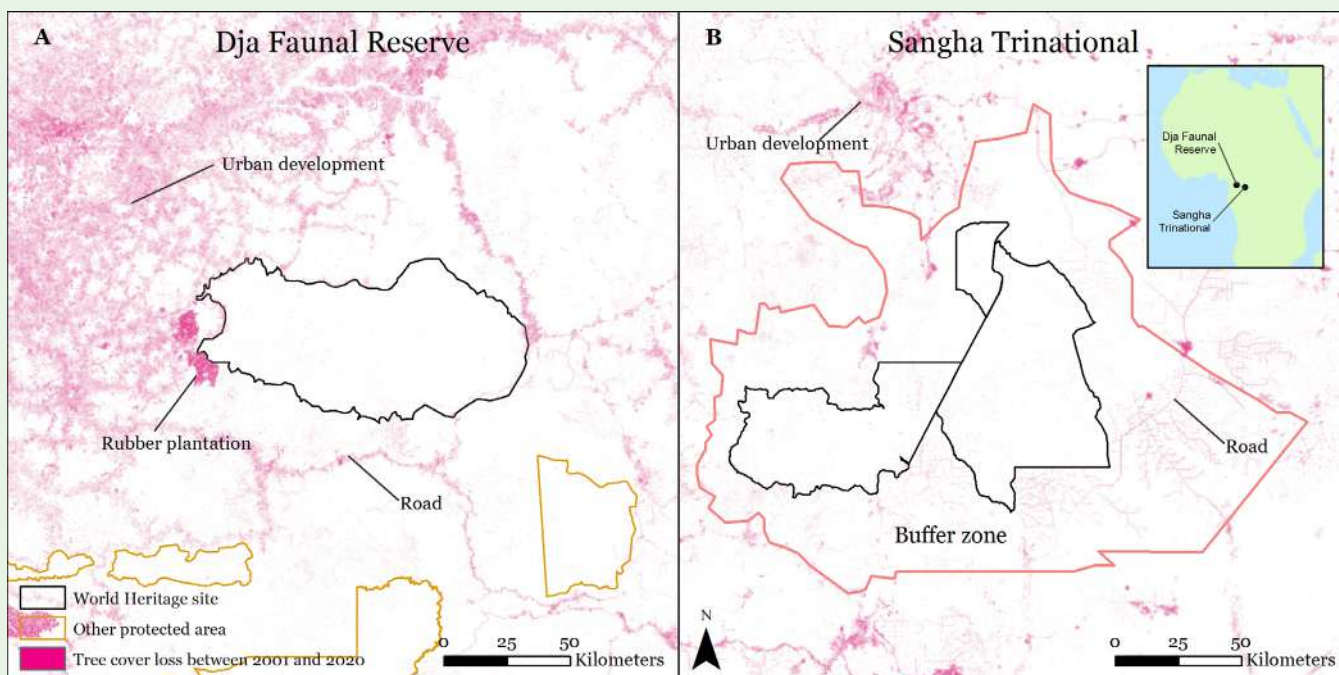 A
Dja Faunal Reserve
Urban development
Rubber plantation
Road
World Heritage site
Other protected area
Tree cover loss between 2001 and 2020
0 25 50
Kilometers
B
Sangha Trinational
Urban development
Dja Faunal
Reserve
Sangha
Trinational
Road
Buffer zone
N
0 25 50
Kilometers